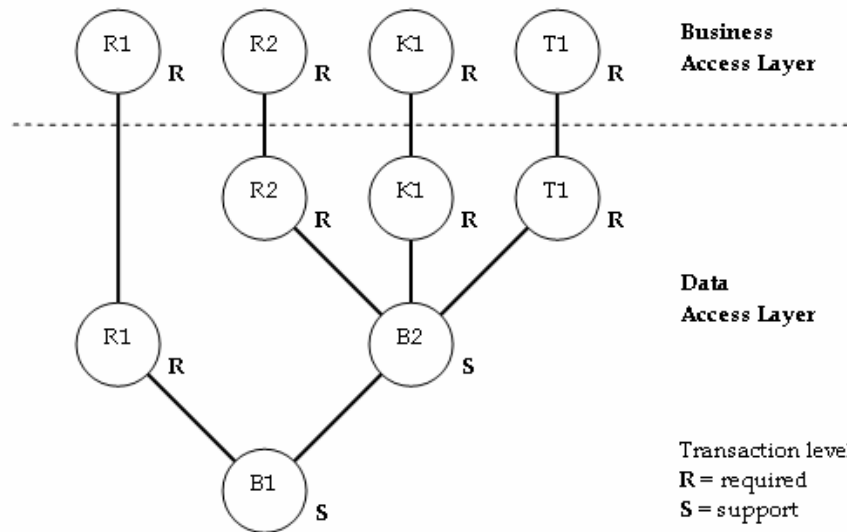 R1
R
R2
R
K1
R
T1
R
Business
Access Layer
R2
R
K1
R
T1
R
Data
Access Layer
R1
R
B2
S
B1
S
Transaction level
R = required
S = support